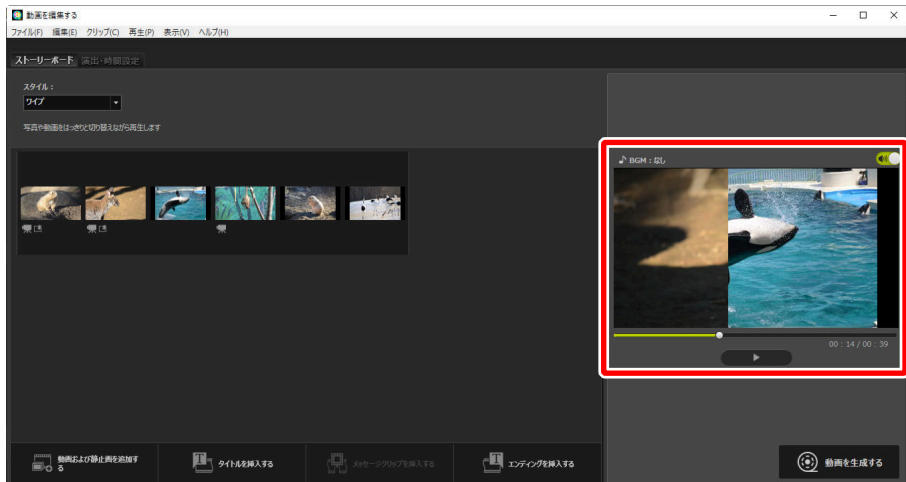 動画を編集する
ファイル(F) 編集(E) クリップ(C) 再生(P) 表示(V) ヘルプ(H)
ストーリーボード 演出・時間設定
スタイル :
ワイプ
写真や動画をはっきりと切り替えながら再生します
BGM : なし
00 : 14 / 00 : 39
動画および静止画を追加す
る
タイトルを挿入する
メッセージクリップを挿入する
エンディングを挿入する
動画を生成する